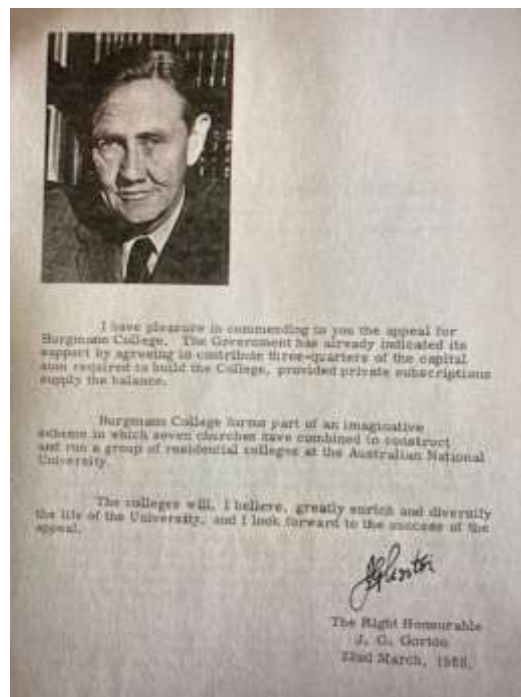 I have pleasure in commending to you the appeal for
Burgmann College. The Government has already indicated its
support by agreeing to contribute three-quarters of the capital
sum required to build the College, provided private subscriptions
supply the balance.
Burgmann College forms part of an imaginative
scheme in which seven churches have combined to construct
and run a group of residential colleges at the Australian National
University.
The colleges will, I believe, greatly enrich and diversify
the life of the University, and I look forward to the success of the
appeal.
JGGorton
The Right Honourable
J. G. Gorton
22nd March, 1968.